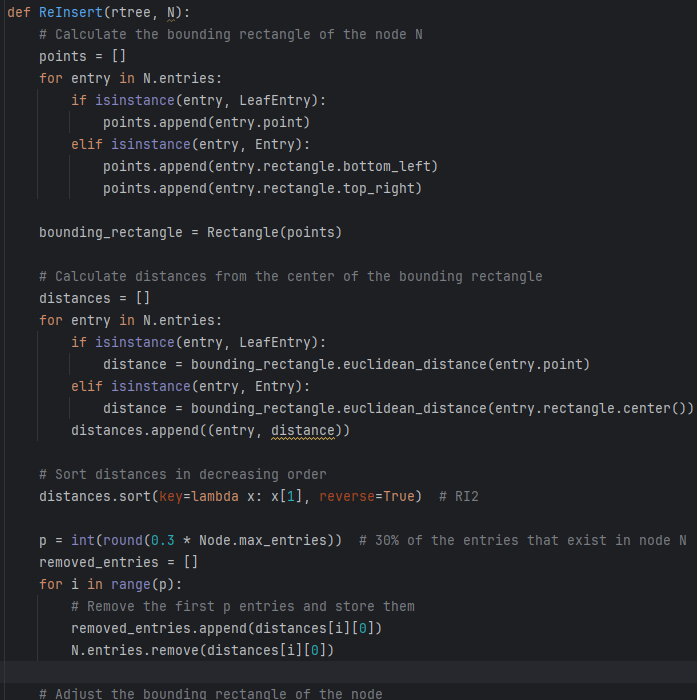 def ReInsert(rtree, N):
    # Calculate the bounding rectangle of the node N
    points = []
    for entry in N.entries:
        if isinstance(entry, LeafEntry):
            points.append(entry.point)
        elif isinstance(entry, Entry):
            points.append(entry.rectangle.bottom_left)
            points.append(entry.rectangle.top_right)

    bounding_rectangle = Rectangle(points)

    # Calculate distances from the center of the bounding rectangle
    distances = []
    for entry in N.entries:
        if isinstance(entry, LeafEntry):
            distance = bounding_rectangle.euclidean_distance(entry.point)
        elif isinstance(entry, Entry):
            distance = bounding_rectangle.euclidean_distance(entry.rectangle.center())
        distances.append((entry, distance))

    # Sort distances in decreasing order
    distances.sort(key=lambda x: x[1], reverse=True)  # RI2

    p = int(round(0.3 * Node.max_entries))  # 30% of the entries that exist in node N
    removed_entries = []
    for i in range(p):
        # Remove the first p entries and store them
        removed_entries.append(distances[i][0])
        N.entries.remove(distances[i][0])

    # Adjust the bounding rectangle of the node